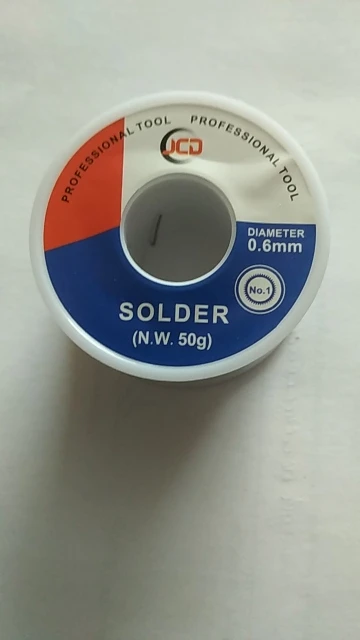 PROFESSIONAL TOOL PROFESSIONAL TOOL
JCD
DIAMETER
0.6mm
No.1
SOLDER
(N.W. 50g)